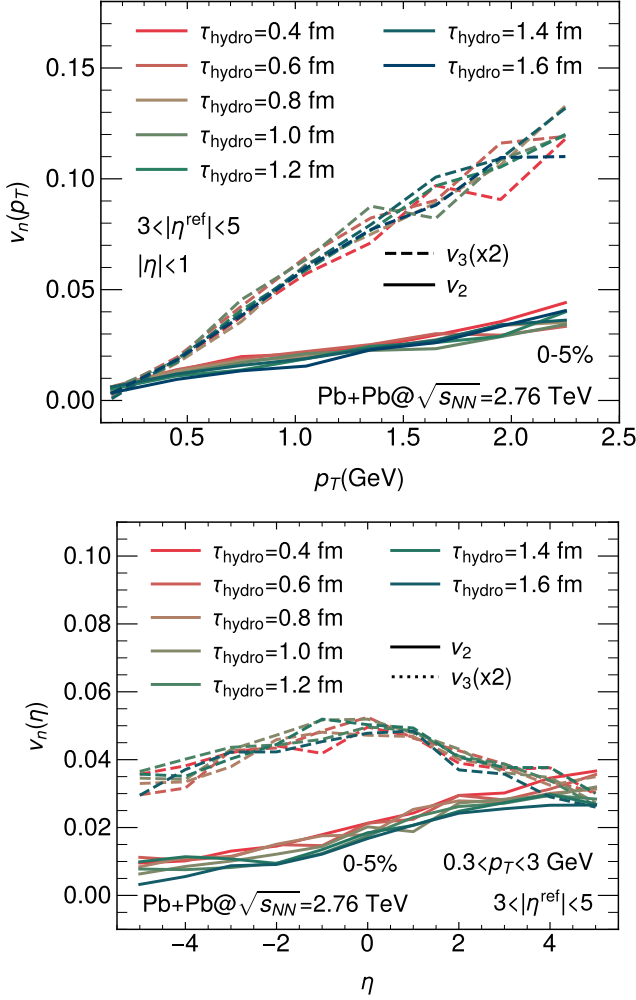 0.15
0.10
0.05
0.00
vₙ(p_T)
τhydro=0.4 fm
τhydro=0.6 fm
τhydro=0.8 fm
τhydro=1.0 fm
τhydro=1.2 fm
τhydro=1.4 fm
τhydro=1.6 fm
3<|ηʳᵉᶠ|<5
|η|<1
v₃(x2)
v₂
0-5%
Pb+Pb@√s_NN=2.76 TeV
0.5 1.0 1.5 2.0 2.5
p_T(GeV)
0.10
0.08
0.06
0.04
0.02
0.00
vₙ(η)
τhydro=0.4 fm
τhydro=0.6 fm
τhydro=0.8 fm
τhydro=1.0 fm
τhydro=1.2 fm
τhydro=1.4 fm
τhydro=1.6 fm
v₂
v₃(x2)
0-5% 0.3<p_T<3 GeV
Pb+Pb@√s_NN=2.76 TeV 3<|ηʳᵉᶠ|<5
−4 −2 0 2 4
η